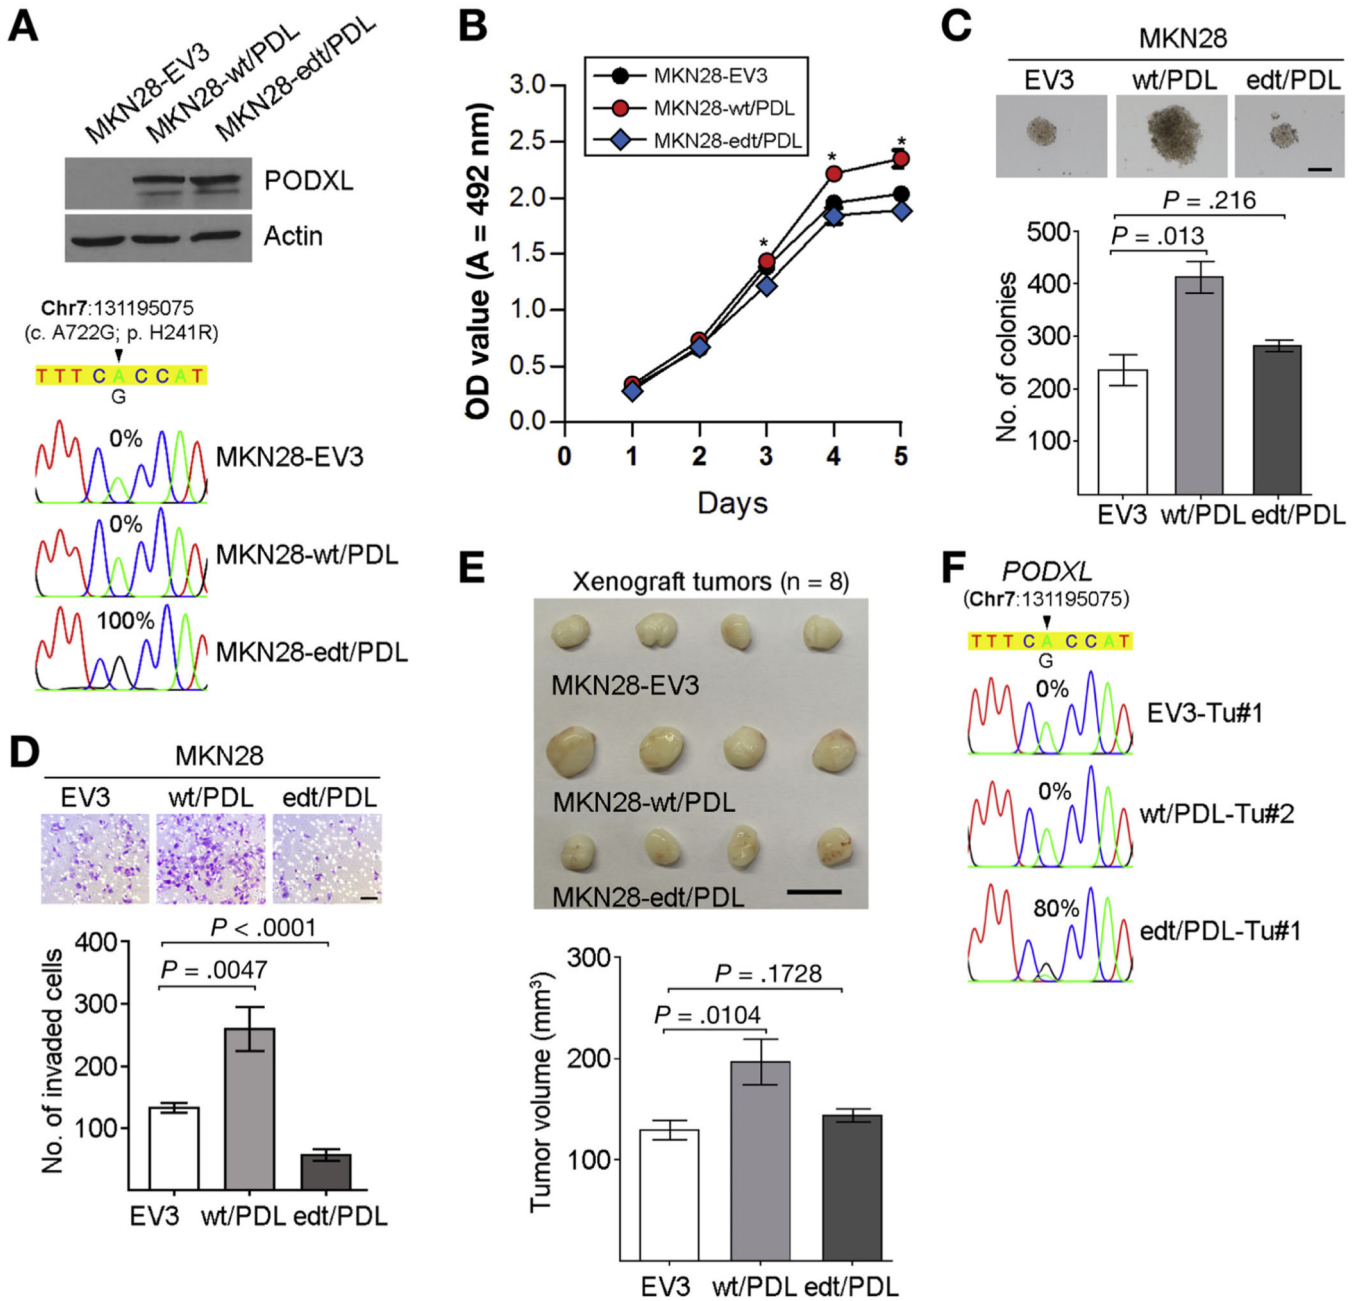 A
MKN28-EV3
MKN28-wt/PDL
MKN28-edt/PDL
PODXL
Actin
Chr7:131195075
(c. A722G; p. H241R)
T T T C A C C A T
G
0%
MKN28-EV3
0%
MKN28-wt/PDL
100%
MKN28-edt/PDL
B
MKN28-EV3
MKN28-wt/PDL
MKN28-edt/PDL
OD value (A = 492 nm)
3.0
2.5
2.0
1.5
1.0
0.5
0.0
*
*
*
0 1 2 3 4 5
Days
C
MKN28
EV3 wt/PDL edt/PDL
P = .216
P = .013
No. of colonies
500
400
300
200
100
EV3 wt/PDL edt/PDL
D
MKN28
EV3 wt/PDL edt/PDL
P < .0001
P = .0047
No. of invaded cells
400
300
200
100
EV3 wt/PDL edt/PDL
E
Xenograft tumors (n = 8)
MKN28-EV3
MKN28-wt/PDL
MKN28-edt/PDL
P = .1728
P = .0104
Tumor volume (mm³)
300
200
100
EV3 wt/PDL edt/PDL
F
PODXL
(Chr7:131195075)
T T T C A C C A T
G
0%
EV3-Tu#1
0%
wt/PDL-Tu#2
80%
edt/PDL-Tu#1